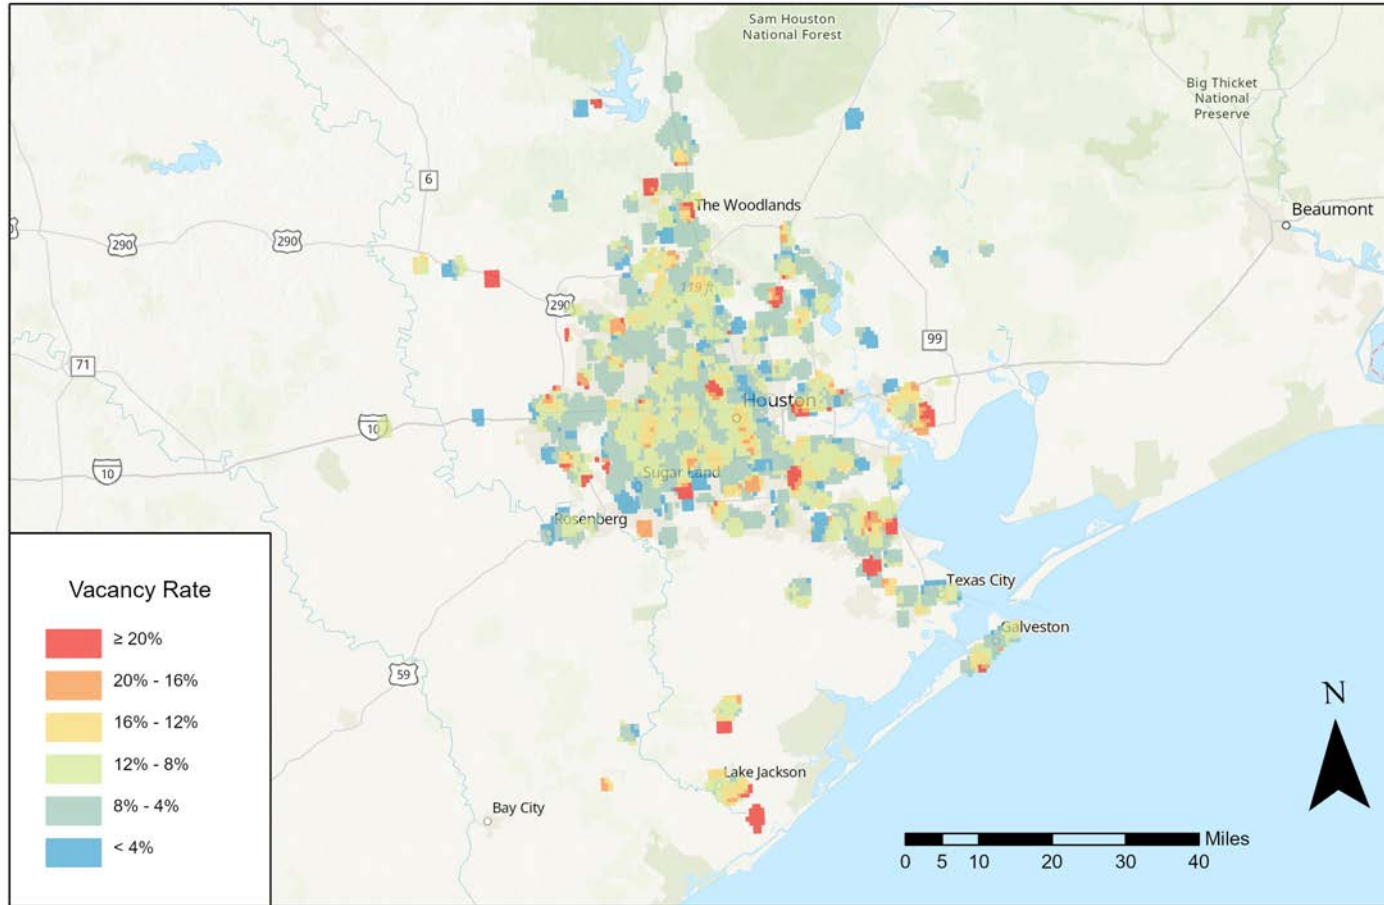 Sam Houston
National Forest
Big Thicket
National
Preserve
6
The Woodlands
Beaumont
290
290
290
119 ft
99
71
Houston
10
10
Sugar Land
Rosenberg
Texas City
Galveston
59
Lake Jackson
Bay City
Vacancy Rate
≥ 20%
20% - 16%
16% - 12%
12% - 8%
8% - 4%
< 4%
N
Miles
0 5 10 20 30 40